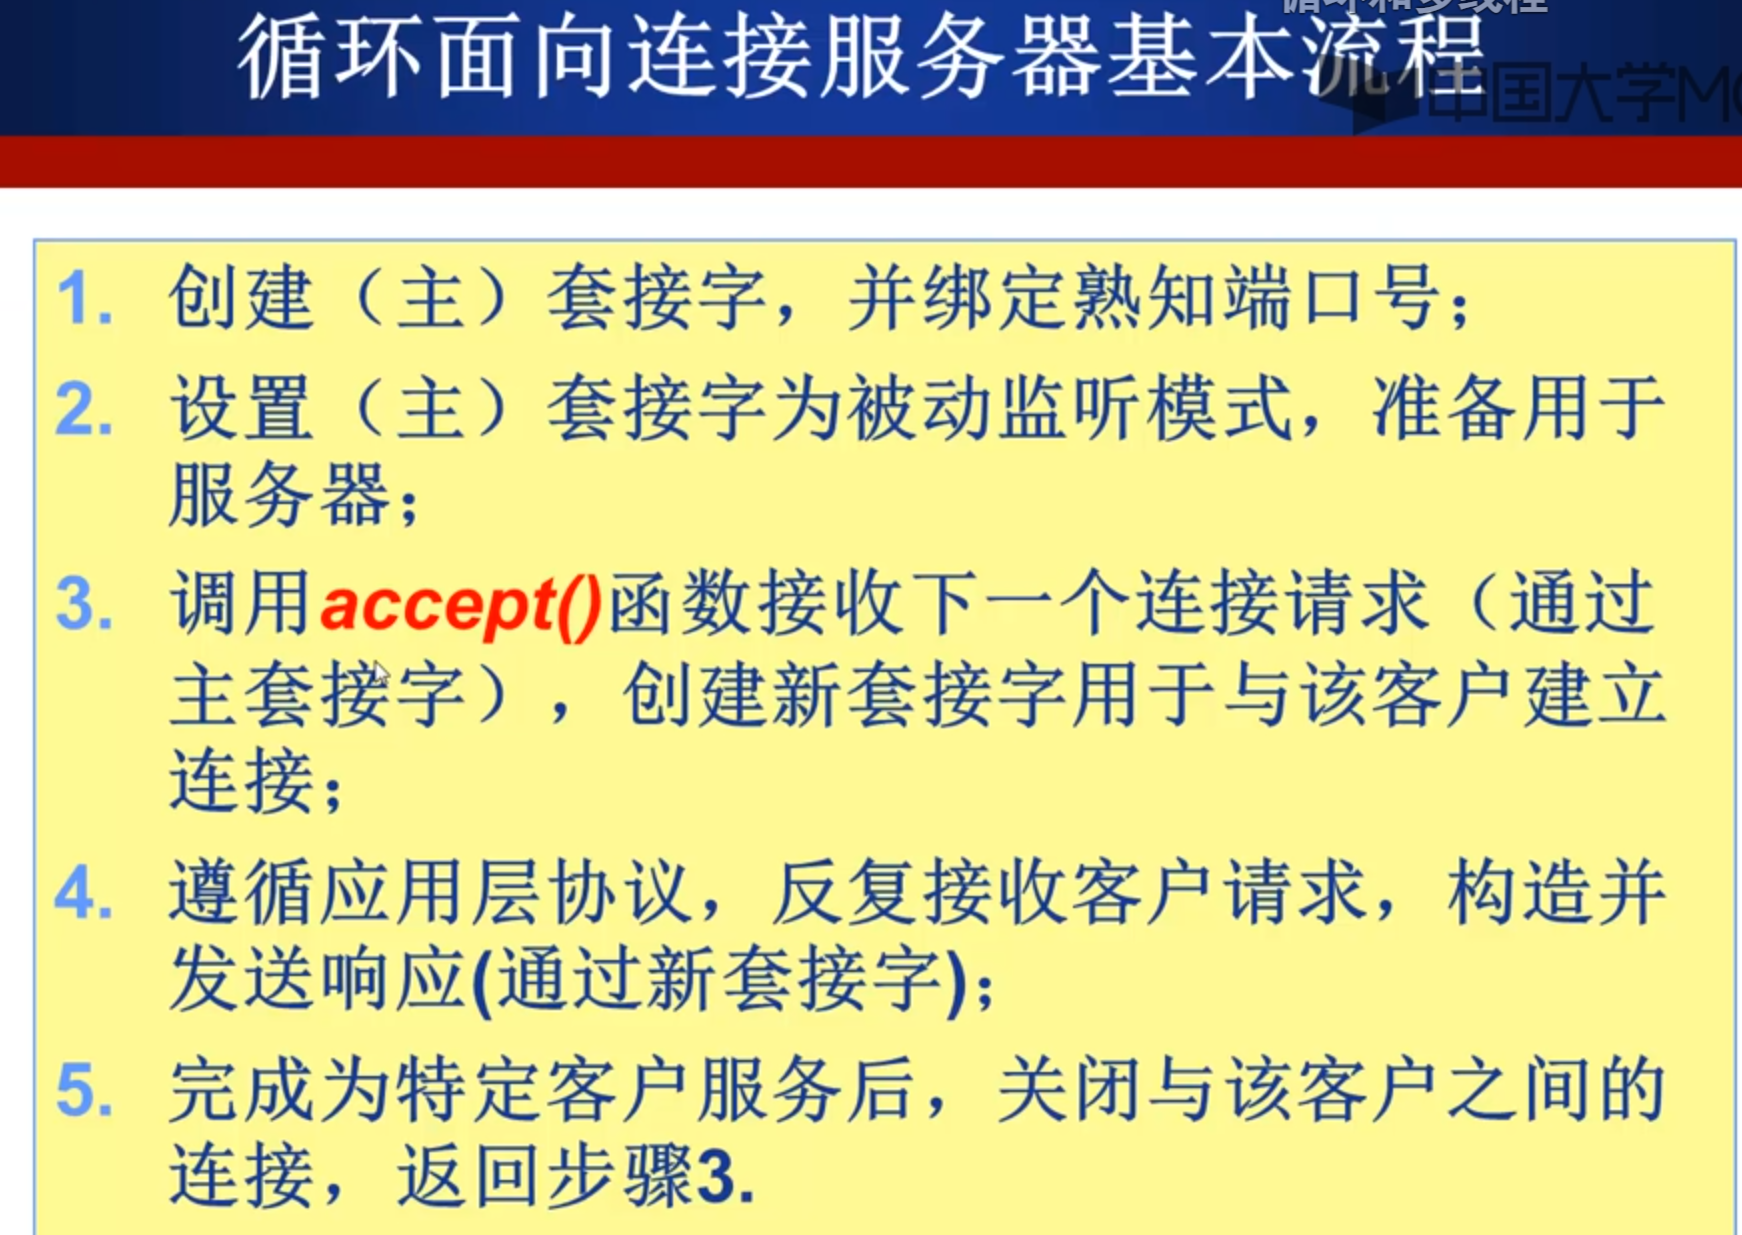 循环和多线程
循环面向连接服务器基本流程
中国大学MO
1. 创建（主）套接字，并绑定熟知端口号；
2. 设置（主）套接字为被动监听模式，准备用于
服务器；
3. 调用accept()函数接收下一个连接请求（通过
主套接字），创建新套接字用于与该客户建立
连接；
4. 遵循应用层协议，反复接收客户请求，构造并
发送响应(通过新套接字)；
5. 完成为特定客户服务后，关闭与该客户之间的
连接，返回步骤3.